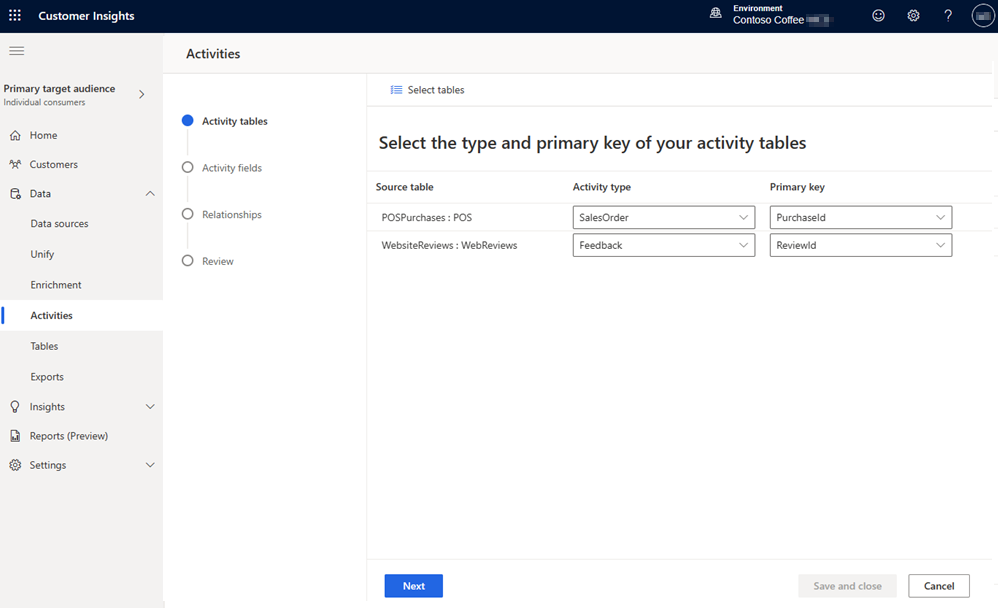 Customer Insights
Environment
Contoso Coffee
Primary target audience
Individual consumers
Home
Customers
Data
Data sources
Unify
Enrichment
Activities
Tables
Exports
Insights
Reports (Preview)
Settings
Activities
Activity tables
Activity fields
Relationships
Review
Select tables
Select the type and primary key of your activity tables
Source table Activity type Primary key
POSPurchases : POS SalesOrder PurchaseId
WebsiteReviews : WebReviews Feedback ReviewId
Next Save and close Cancel